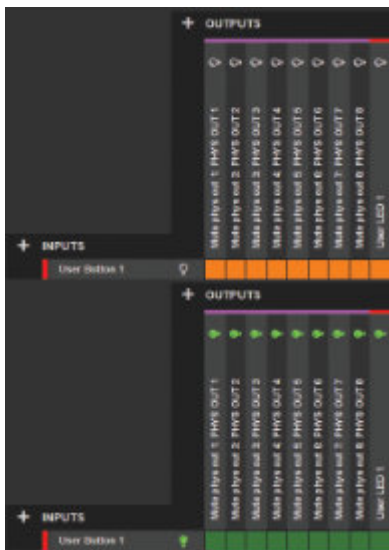 + OUTPUTS
Mute phys out 1: PHYS OUT 1
Mute phys out 2: PHYS OUT 2
Mute phys out 3: PHYS OUT 3
Mute phys out 4: PHYS OUT 4
Mute phys out 5: PHYS OUT 5
Mute phys out 6: PHYS OUT 6
Mute phys out 7: PHYS OUT 7
Mute phys out 8: PHYS OUT 8
User LED 1
+ INPUTS
User Button 1
+ OUTPUTS
Mute phys out 1: PHYS OUT 1
Mute phys out 2: PHYS OUT 2
Mute phys out 3: PHYS OUT 3
Mute phys out 4: PHYS OUT 4
Mute phys out 5: PHYS OUT 5
Mute phys out 6: PHYS OUT 6
Mute phys out 7: PHYS OUT 7
Mute phys out 8: PHYS OUT 8
User LED 1
+ INPUTS
User Button 1